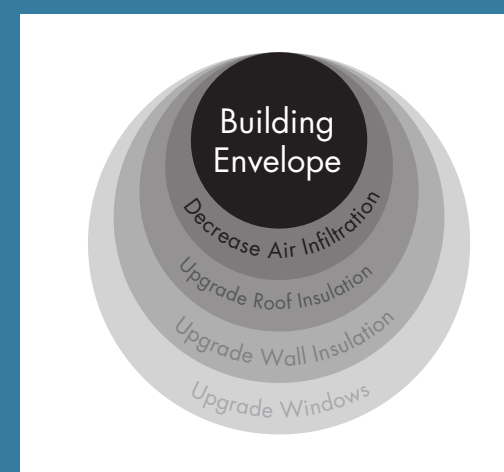 Building
Envelope
Decrease Air Infiltration
Upgrade Roof Insulation
Upgrade Wall Insulation
Upgrade Windows